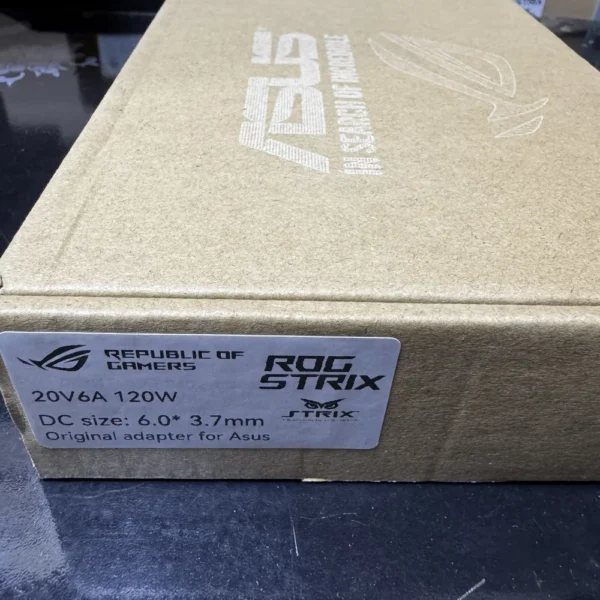 ASUS
IN SEARCH OF INCREDIBLE
REPUBLIC OF
GAMERS
ROG
STRIX
20V6A 120W
STRIX
DC size: 6.0* 3.7mm
Original adapter for Asus